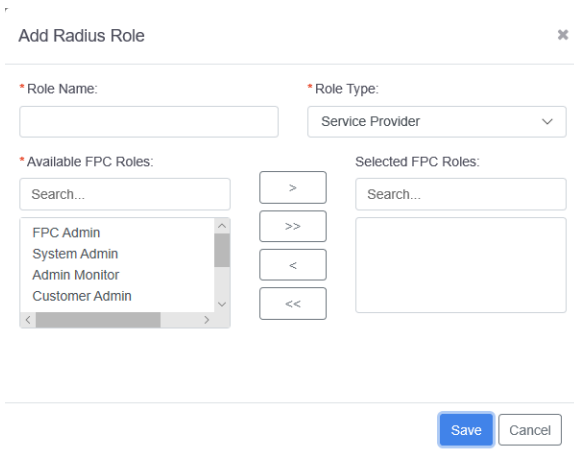 Add Radius Role
* Role Name:
* Role Type:
Service Provider
* Available FPC Roles:
Selected FPC Roles:
Search...
Search...
FPC Admin
System Admin
Admin Monitor
Customer Admin
>
>>
<
<<
Save
Cancel